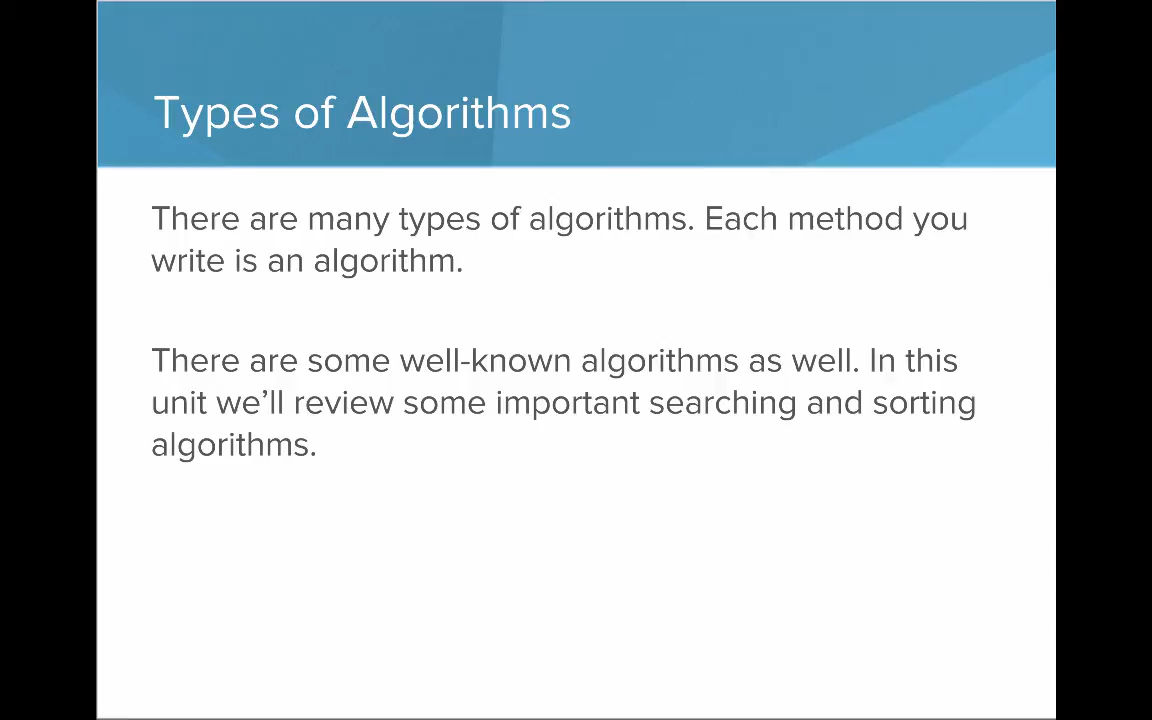 Types of Algorithms
There are many types of algorithms. Each method you
write is an algorithm.
There are some well-known algorithms as well. In this
unit we’ll review some important searching and sorting
algorithms.